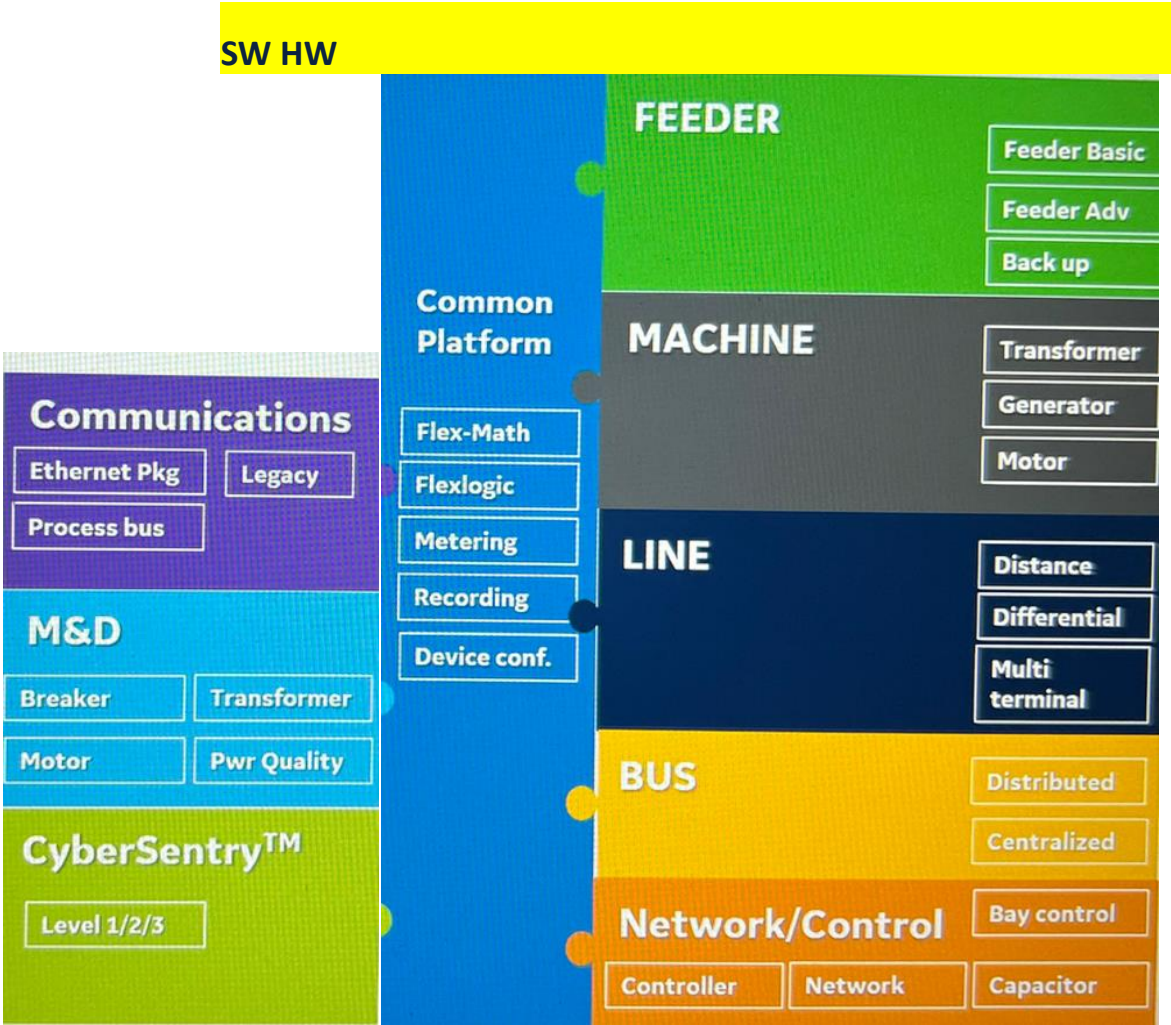 SW HW
Communications
Ethernet Pkg
Legacy
Process bus
M&D
Breaker
Transformer
Motor
Pwr Quality
CyberSentry™
Level 1/2/3
Common
Platform
Flex-Math
Flexlogic
Metering
Recording
Device conf.
FEEDER
Feeder Basic
Feeder Adv
Back up
MACHINE
Transformer
Generator
Motor
LINE
Distance
Differential
Multi
terminal
BUS
Distributed
Centralized
Network/Control
Bay control
Controller
Network
Capacitor